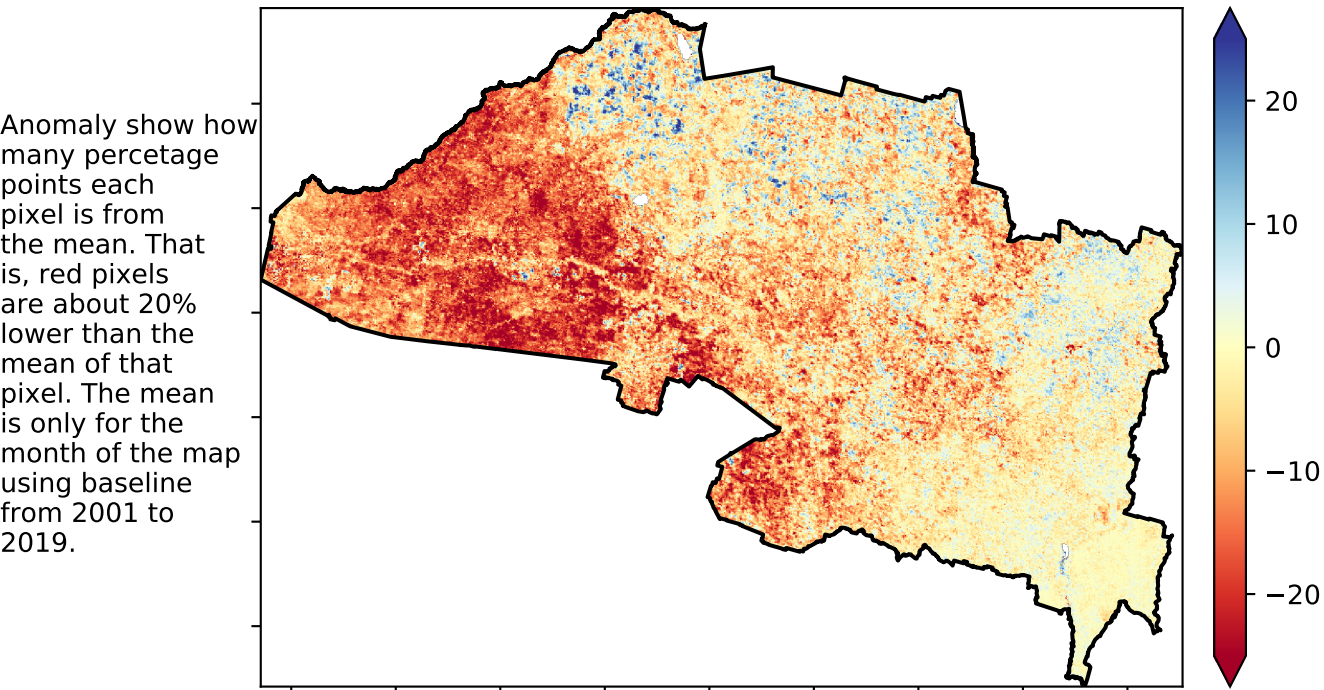 Anomaly show how
many percetage
points each
pixel is from
the mean. That
is, red pixels
are about 20%
lower than the
mean of that
pixel. The mean
is only for the
month of the map
using baseline
from 2001 to
2019.
20
10
0
−10
−20